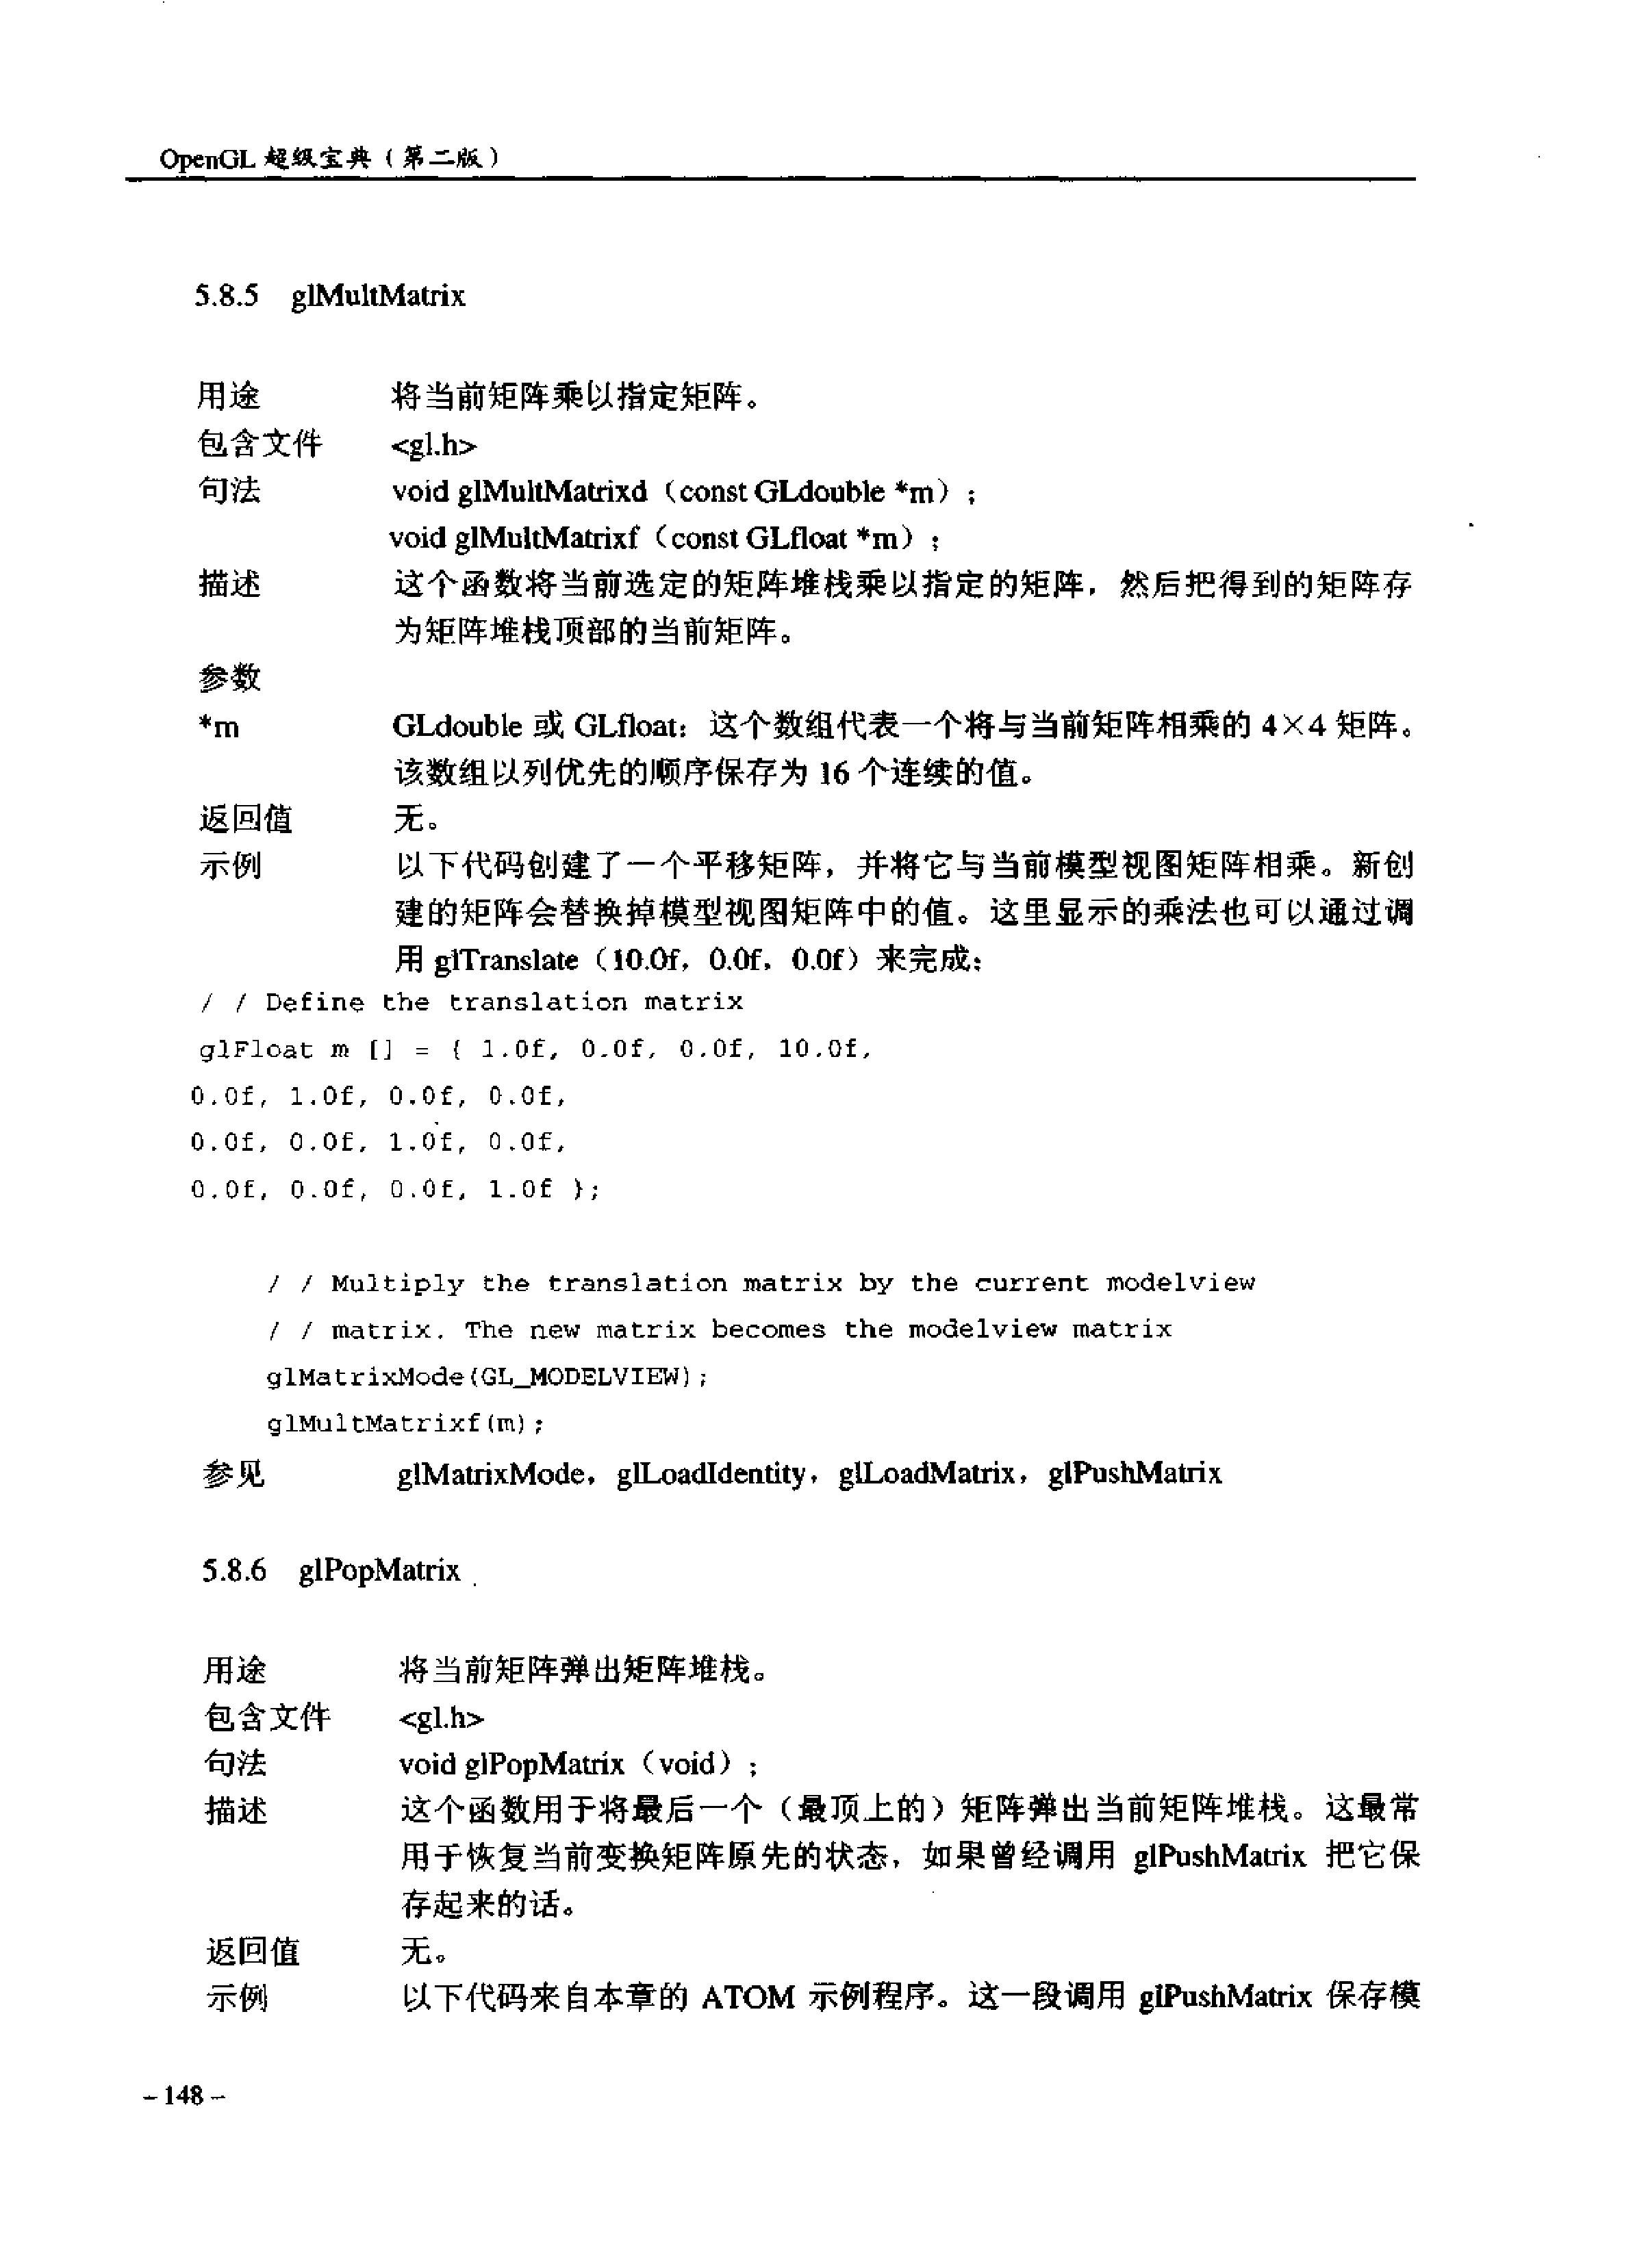 OpenGL 超级宝典（第二版）
5.8.5 glMultMatrix
用途 将当前矩阵乘以指定矩阵。
包含文件 <gl.h>
句法 void glMultMatrixd（const GLdouble *m）;
void glMultMatrixf（const GLfloat *m）;
描述 这个函数将当前选定的矩阵堆栈乘以指定的矩阵，然后把得到的矩阵存
为矩阵堆栈顶部的当前矩阵。
参数
*m GLdouble 或 GLfloat：这个数组代表一个将与当前矩阵相乘的 4×4 矩阵。
该数组以列优先的顺序保存为 16 个连续的值。
返回值 无。
示例 以下代码创建了一个平移矩阵，并将它与当前模型视图矩阵相乘。新创
建的矩阵会替换掉模型视图矩阵中的值。这里显示的乘法也可以通过调
用 glTranslate（10.0f，0.0f，0.0f）来完成：
/ / Define the translation matrix
glFloat m [] = { 1.0f, 0.0f, 0.0f, 10.0f,
0.0f, 1.0f, 0.0f, 0.0f,
0.0f, 0.0f, 1.0f, 0.0f,
0.0f, 0.0f, 0.0f, 1.0f };
/ / Multiply the translation matrix by the current modelview
/ / matrix. The new matrix becomes the modelview matrix
glMatrixMode(GL_MODELVIEW);
glMultMatrixf(m);
参见 glMatrixMode，glLoadIdentity，glLoadMatrix，glPushMatrix
5.8.6 glPopMatrix
用途 将当前矩阵弹出矩阵堆栈。
包含文件 <gl.h>
句法 void glPopMatrix（void）;
描述 这个函数用于将最后一个（最顶上的）矩阵弹出当前矩阵堆栈。这最常
用于恢复当前变换矩阵原先的状态，如果曾经调用 glPushMatrix 把它保
存起来的话。
返回值 无。
示例 以下代码来自本章的 ATOM 示例程序。这一段调用 glPushMatrix 保存模
- 148 -